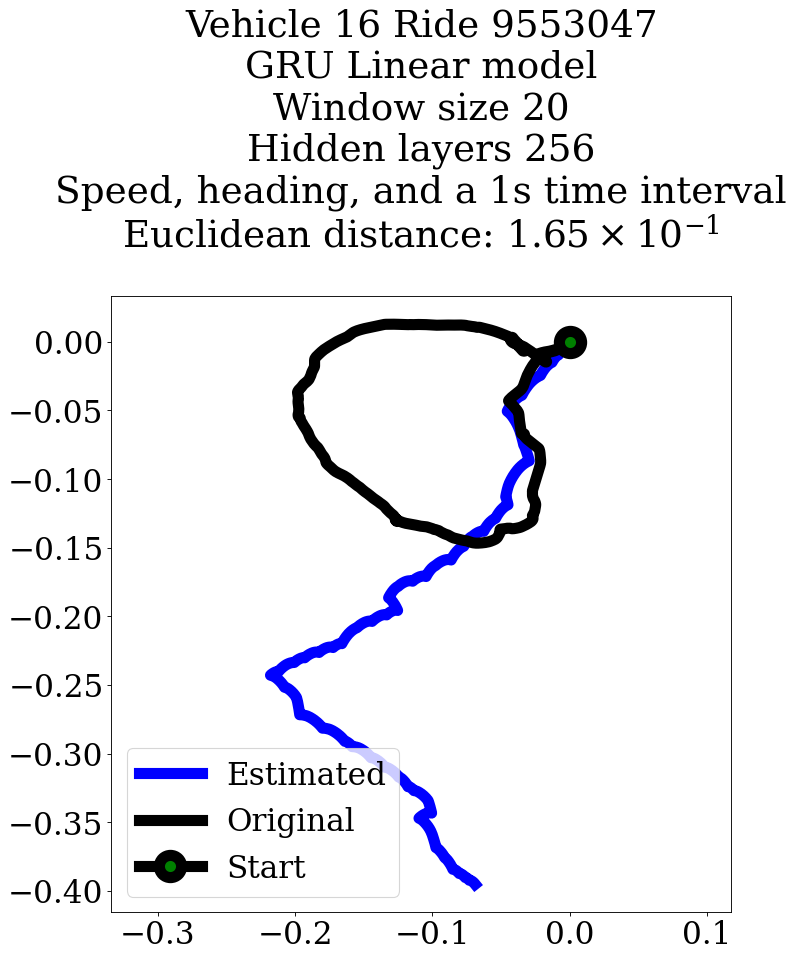 Vehicle 16 Ride 9553047
GRU Linear model
Window size 20
Hidden layers 256
Speed, heading, and a 1s time interval
Euclidean distance: 1.65 × 10⁻¹
0.00
−0.05
−0.10
−0.15
−0.20
−0.25
−0.30
−0.35
−0.40
Estimated
Original
Start
−0.3 −0.2 −0.1 0.0 0.1